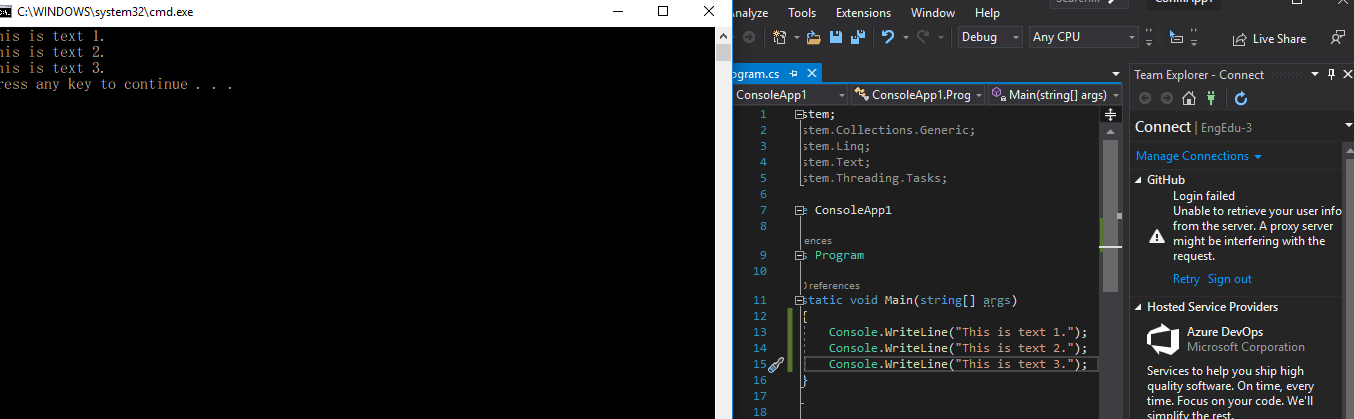 C:\WINDOWS\system32\cmd.exe
his is text 1.
his is text 2.
his is text 3.
ress any key to continue . . .
nalyze Tools Extensions Window Help
ConmApp1
Debug Any CPU Live Share
ogram.cs
ConsoleApp1 ConsoleApp1.Prog Main(string[] args)
1 stem;
2 stem.Collections.Generic;
3 stem.Linq;
4 stem.Text;
5 stem.Threading.Tasks;
6
7 e ConsoleApp1
8
ences
9 s Program
10
0 references
11 static void Main(string[] args)
12 {
13 Console.WriteLine("This is text 1.");
14 Console.WriteLine("This is text 2.");
15 Console.WriteLine("This is text 3.");
16 }
17
18
Team Explorer - Connect
Connect | EngEdu-3
Manage Connections
GitHub
Login failed
Unable to retrieve your user info
from the server. A proxy server
might be interfering with the
request.
Retry Sign out
Hosted Service Providers
Azure DevOps
Microsoft Corporation
Services to help you ship high
quality software. On time, every
time. Focus on your code. We'll
simplify the rest.